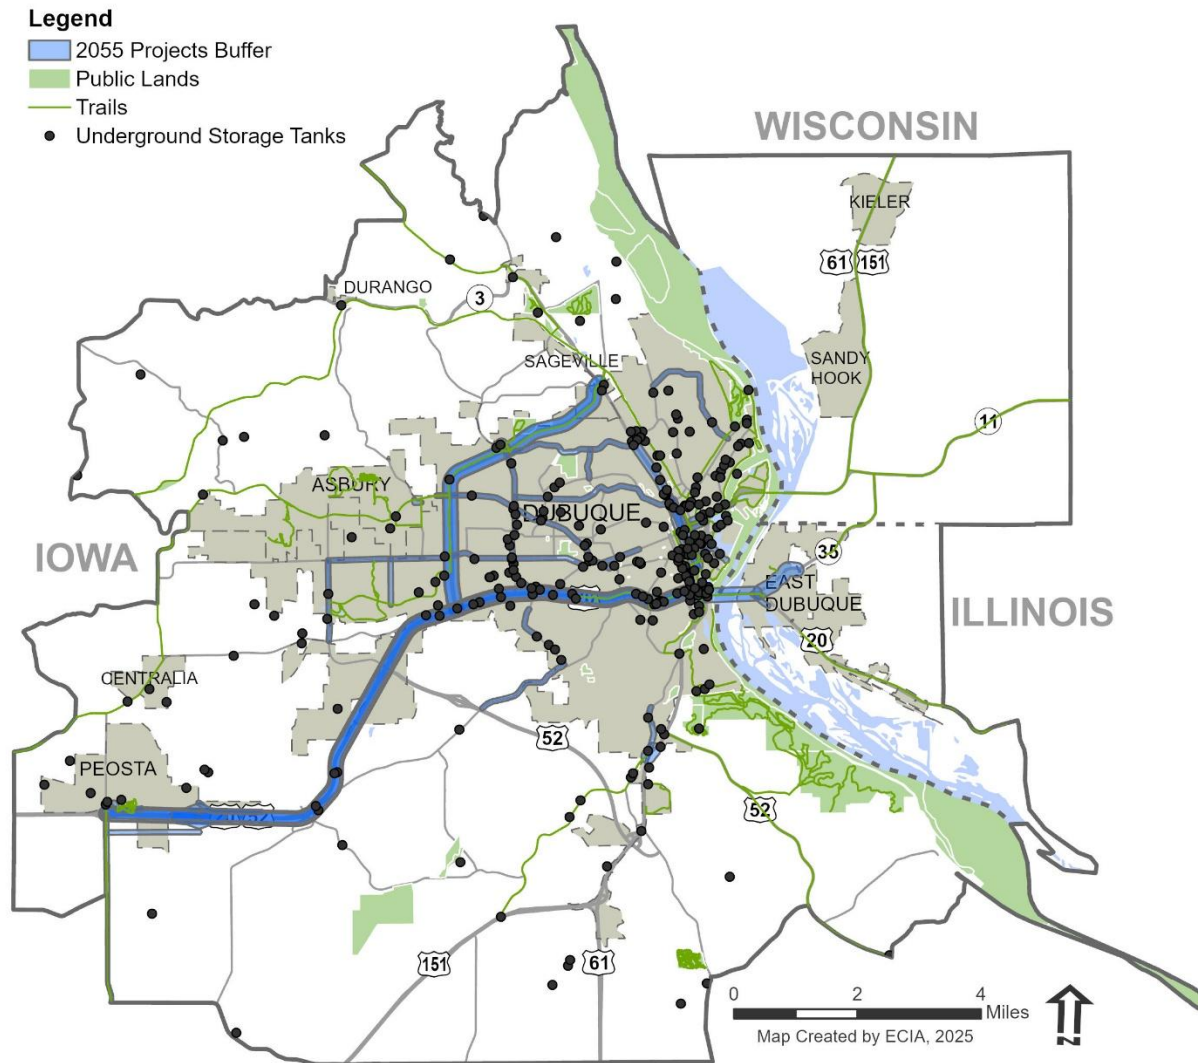 Legend
2055 Projects Buffer
Public Lands
Trails
Underground Storage Tanks
WISCONSIN
KIELER
61 151
DURANGO
3
SAGEVILLE
SANDY
HOOK
11
ASBURY
DUBUQUE
IOWA
35
EAST
DUBUQUE
ILLINOIS
20
CENTRALIA
52
PEOSTA
52
151
61
0 2 4
Miles
Map Created by ECIA, 2025
N